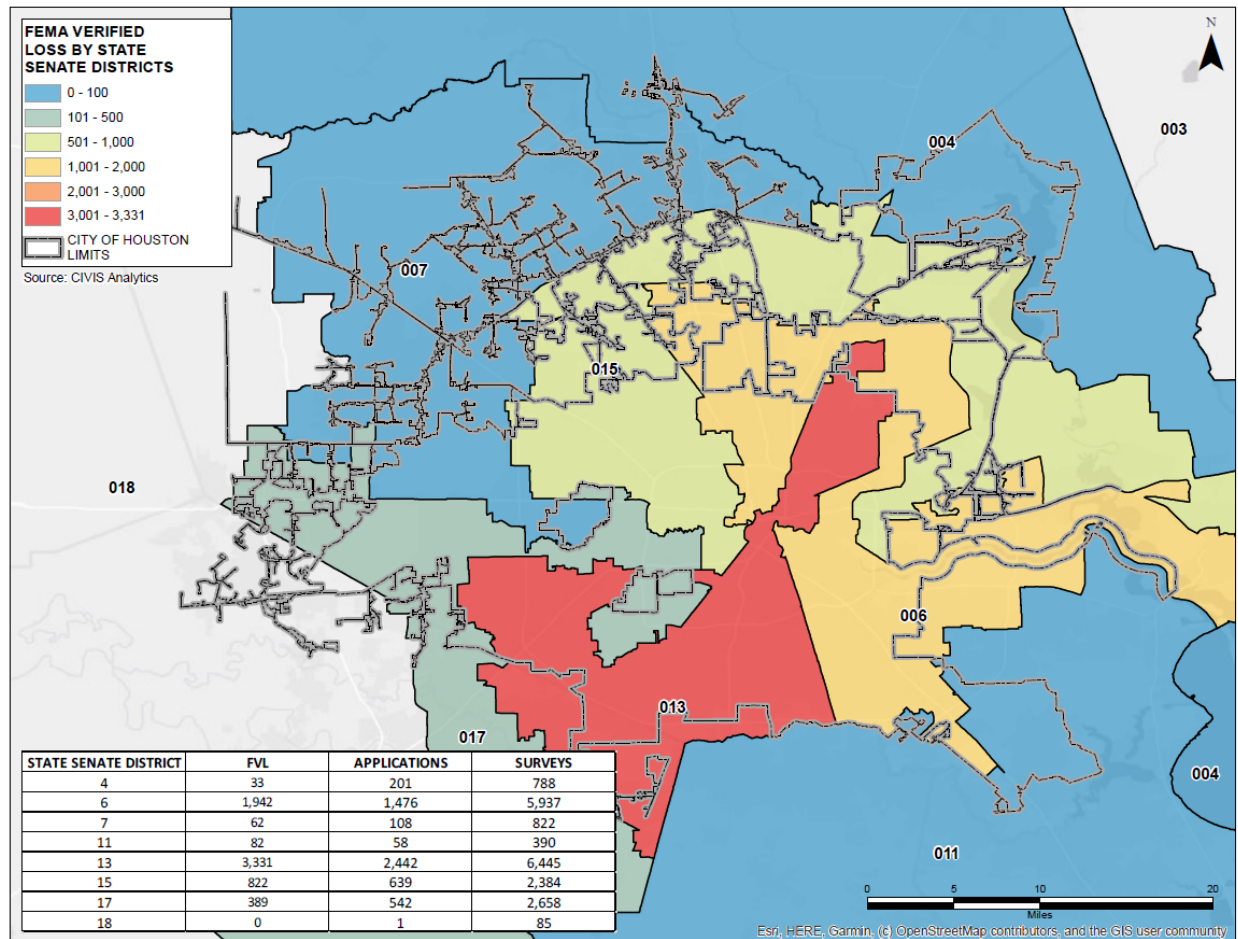 FEMA VERIFIED
LOSS BY STATE
SENATE DISTRICTS
0 - 100
101 - 500
501 - 1,000
1,001 - 2,000
2,001 - 3,000
3,001 - 3,331
CITY OF HOUSTON
LIMITS
Source: CIVIS Analytics
N
003
004
007
015
018
006
013
017
004
011
STATE SENATE DISTRICT FVL APPLICATIONS SURVEYS
4 33 201 788
6 1,942 1,476 5,937
7 62 108 822
11 82 58 390
13 3,331 2,442 6,445
15 822 639 2,384
17 389 542 2,658
18 0 1 85
0 5 10 20
Miles
Esri, HERE, Garmin, (c) OpenStreetMap contributors, and the GIS user community